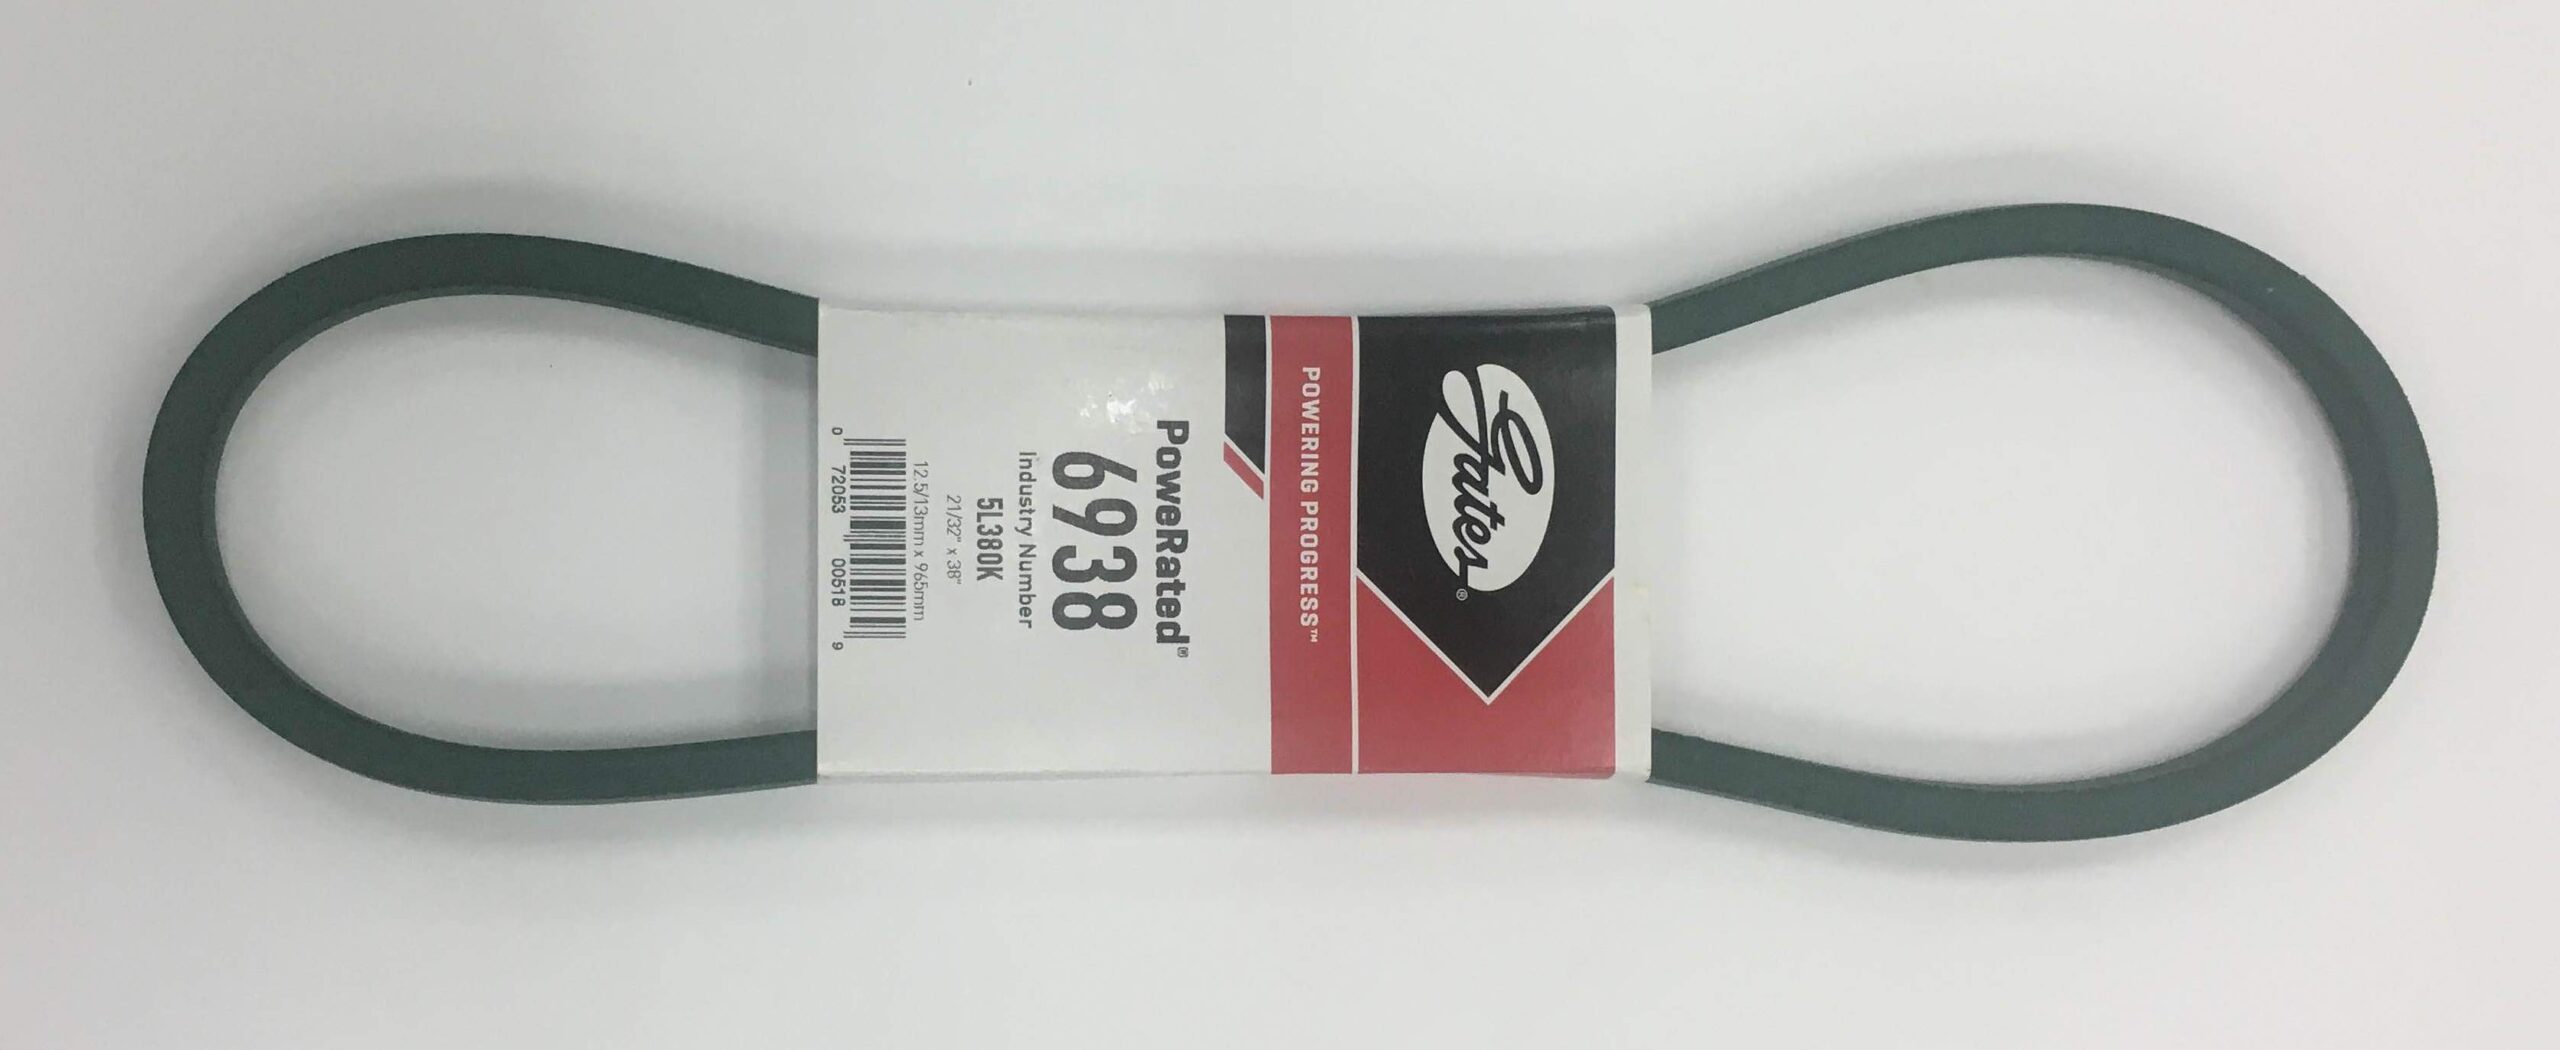 Gates®
POWERING PROGRESS™
PoweRated®
6938
Industry Number
5L380K
21/32" x 38"
12.5/13mm x 965mm
0 72053 00518 9